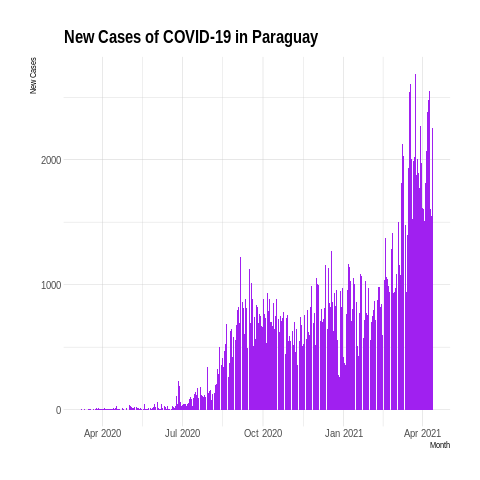 New Cases of COVID-19 in Paraguay
New Cases
2000
1000
0
Apr 2020 Jul 2020 Oct 2020 Jan 2021 Apr 2021
Month